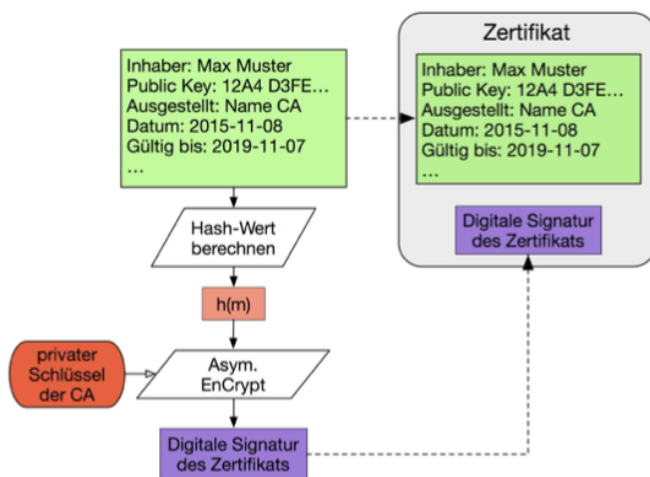 Zertifikat
Inhaber: Max Muster
Public Key: 12A4 D3FE...
Ausgestellt: Name CA
Datum: 2015-11-08
Gültig bis: 2019-11-07
...
Inhaber: Max Muster
Public Key: 12A4 D3FE...
Ausgestellt: Name CA
Datum: 2015-11-08
Gültig bis: 2019-11-07
...
Digitale Signatur
des Zertifikats
Hash-Wert
berechnen
h(m)
privater
Schlüssel
der CA
Asym.
EnCrypt
Digitale Signatur
des Zertifikats